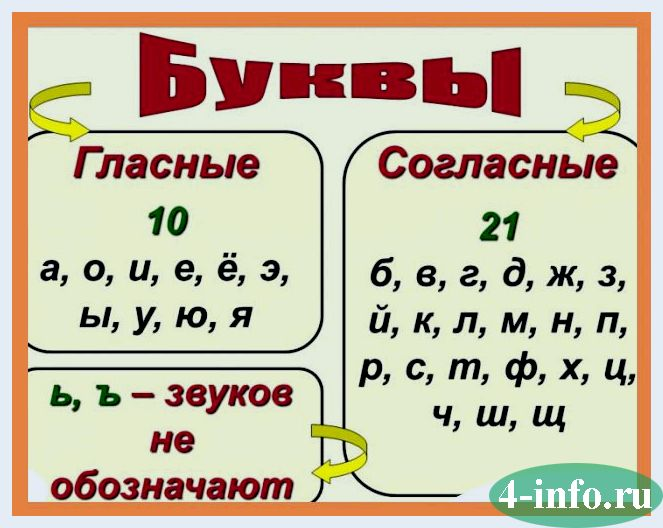 Буквы
Гласные
10
а, о, и, е, ё, э,
ы, у, ю, я
Согласные
21
б, в, г, д, ж, з,
й, к, л, м, н, п,
р, с, т, ф, х, ц,
ч, ш, щ
ь, ъ – звуков
не
обозначают
4-info.ru